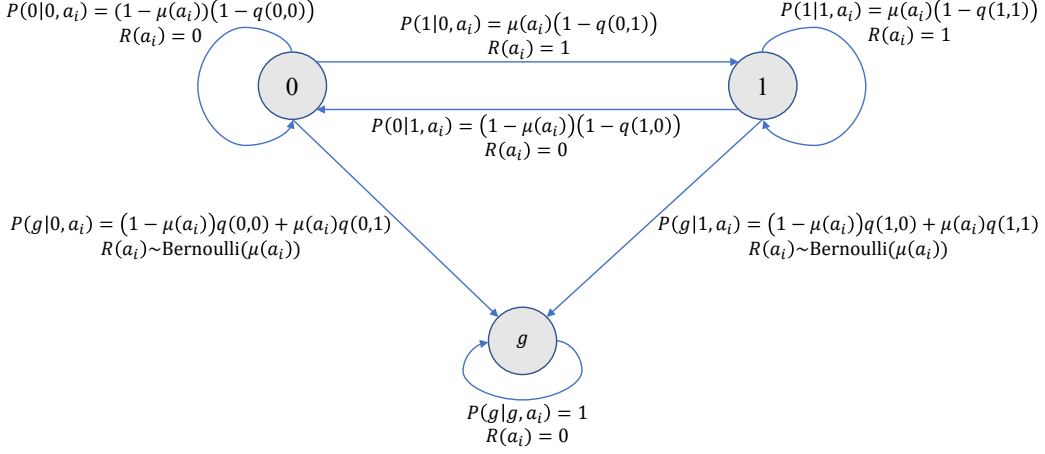 P(0|0, a_i) = (1 − μ(a_i))(1 − q(0,0))
R(a_i) = 0
P(1|0, a_i) = μ(a_i)(1 − q(0,1))
R(a_i) = 1
P(1|1, a_i) = μ(a_i)(1 − q(1,1))
R(a_i) = 1
0
1
P(0|1, a_i) = (1 − μ(a_i))(1 − q(1,0))
R(a_i) = 0
P(g|0, a_i) = (1 − μ(a_i))q(0,0) + μ(a_i)q(0,1)
R(a_i)~Bernoulli(μ(a_i))
P(g|1, a_i) = (1 − μ(a_i))q(1,0) + μ(a_i)q(1,1)
R(a_i)~Bernoulli(μ(a_i))
g
P(g|g, a_i) = 1
R(a_i) = 0